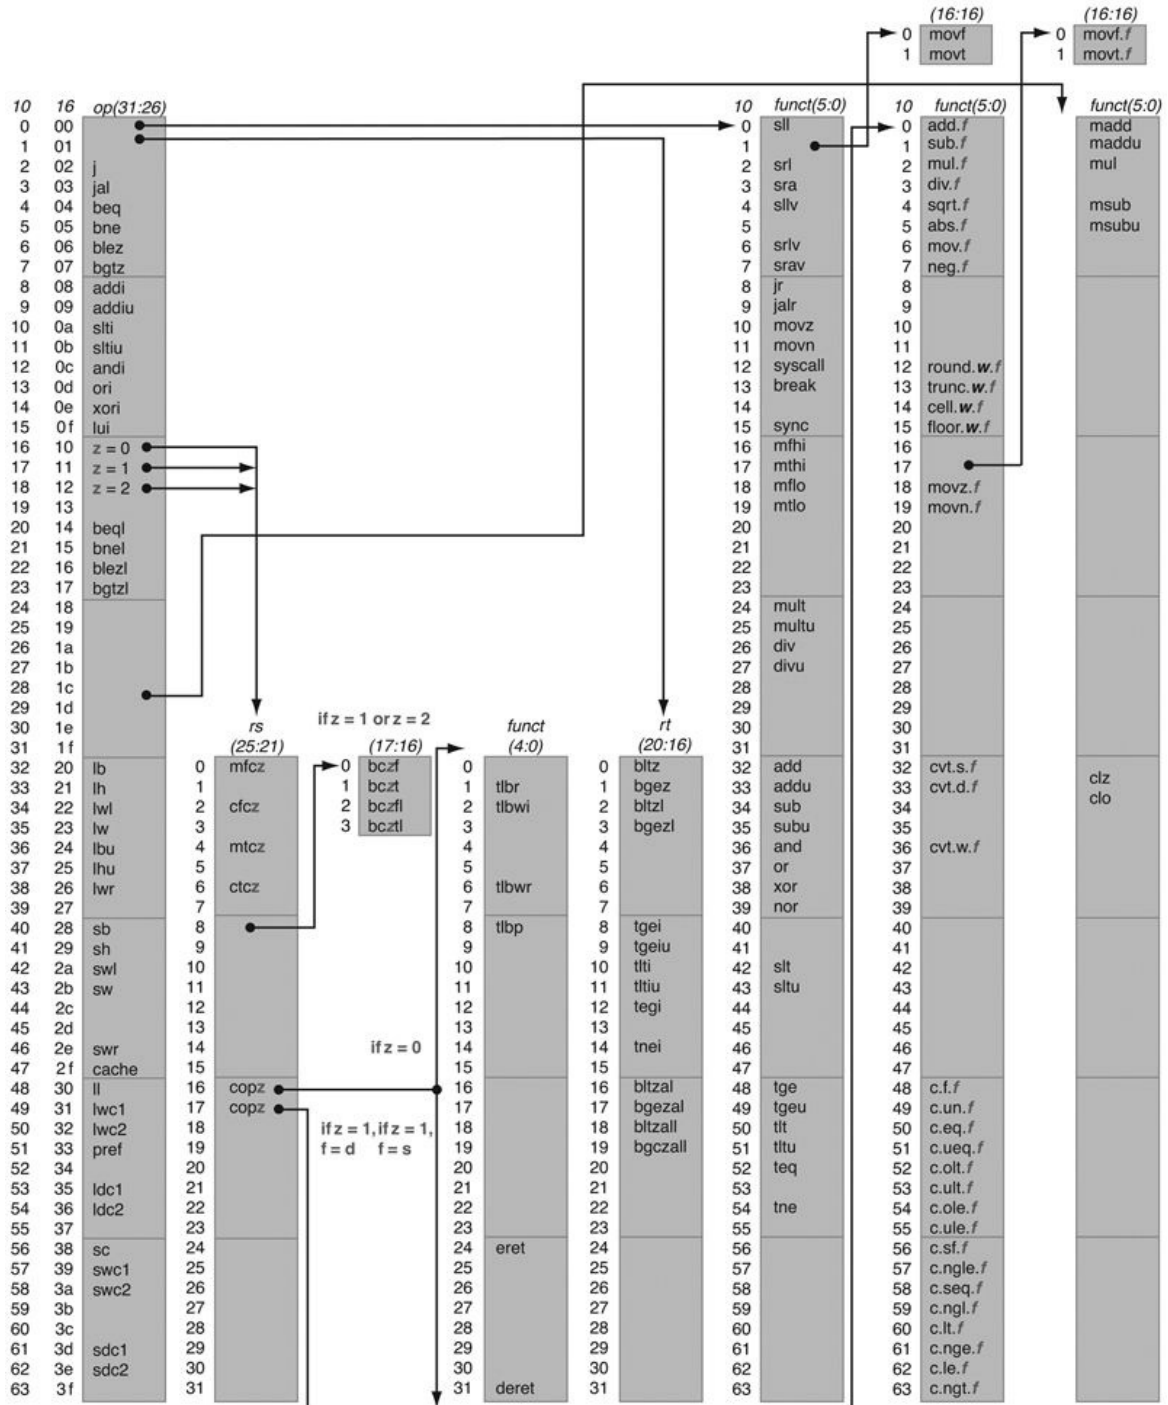 (16:16) (16:16)
0 movf 0 movf.f
1 movt 1 movt.f
10 16 op(31:26) 10 funct(5:0) 10 funct(5:0) funct(5:0)
0 00 0 sll 0 add.f madd
1 01 1 1 sub.f maddu
2 02 j 2 srl 2 mul.f mul
3 03 jal 3 sra 3 div.f
4 04 beq 4 sllv 4 sqrt.f msub
5 05 bne 5 5 abs.f msubu
6 06 blez 6 srlv 6 mov.f
7 07 bgtz 7 srav 7 neg.f
8 08 addi 8 jr 8
9 09 addiu 9 jalr 9
10 0a slti 10 movz 10
11 0b sltiu 11 movn 11
12 0c andi 12 syscall 12 round.w.f
13 0d ori 13 break 13 trunc.w.f
14 0e xori 14 14 cell.w.f
15 0f lui 15 sync 15 floor.w.f
16 10 z = 0 16 mfhi 16
17 11 z = 1 17 mthi 17
18 12 z = 2 18 mflo 18 movz.f
19 13 19 mtlo 19 movn.f
20 14 beql 20 20
21 15 bnel 21 21
22 16 blezl 22 22
23 17 bgtzl 23 23
24 18 24 mult 24
25 19 25 multu 25
26 1a 26 div 26
27 1b 27 divu 27
28 1c 28 28
29 1d 29 29
30 1e rs if z = 1 or z = 2 funct rt 30 30
31 1f (25:21) (17:16) (4:0) (20:16) 31 31
32 20 lb 0 mfcz 0 bczf 0 0 bltz 32 add 32 cvt.s.f
33 21 lh 1 1 bczt 1 tlbr 1 bgez 33 addu 33 cvt.d.f clz
34 22 lwl 2 cfcz 2 bczfl 2 tlbwi 2 bltzl 34 sub 34 clo
35 23 lw 3 3 bcztl 3 3 bgezl 35 subu 35
36 24 lbu 4 mtcz 4 4 36 and 36 cvt.w.f
37 25 lhu 5 5 5 37 or 37
38 26 lwr 6 ctcz 6 tlbwr 6 38 xor 38
39 27 7 7 7 39 nor 39
40 28 sb 8 8 tlbp 8 tgei 40 40
41 29 sh 9 9 9 tgeiu 41 41
42 2a swl 10 10 10 tlti 42 slt 42
43 2b sw 11 11 11 tltiu 43 sltu 43
44 2c 12 12 12 tegi 44 44
45 2d 13 13 13 45 45
46 2e swr 14 if z = 0 14 14 tnei 46 46
47 2f cache 15 15 15 47 47
48 30 ll 16 copz 16 16 bltzal 48 tge 48 c.f.f
49 31 lwc1 17 copz 17 17 bgezal 49 tgeu 49 c.un.f
50 32 lwc2 18 if z = 1, if z = 1, 18 18 bltzall 50 tlt 50 c.eq.f
51 33 pref 19 f = d f = s 19 19 bgczall 51 tltu 51 c.ueq.f
52 34 20 20 20 52 teq 52 c.olt.f
53 35 ldc1 21 21 21 53 53 c.ult.f
54 36 ldc2 22 22 22 54 tne 54 c.ole.f
55 37 23 23 23 55 55 c.ule.f
56 38 sc 24 24 eret 24 56 56 c.sf.f
57 39 swc1 25 25 25 57 57 c.ngle.f
58 3a swc2 26 26 26 58 58 c.seq.f
59 3b 27 27 27 59 59 c.ngl.f
60 3c 28 28 28 60 60 c.lt.f
61 3d sdc1 29 29 29 61 61 c.nge.f
62 3e sdc2 30 30 30 62 62 c.le.f
63 3f 31 31 deret 31 63 63 c.ngt.f